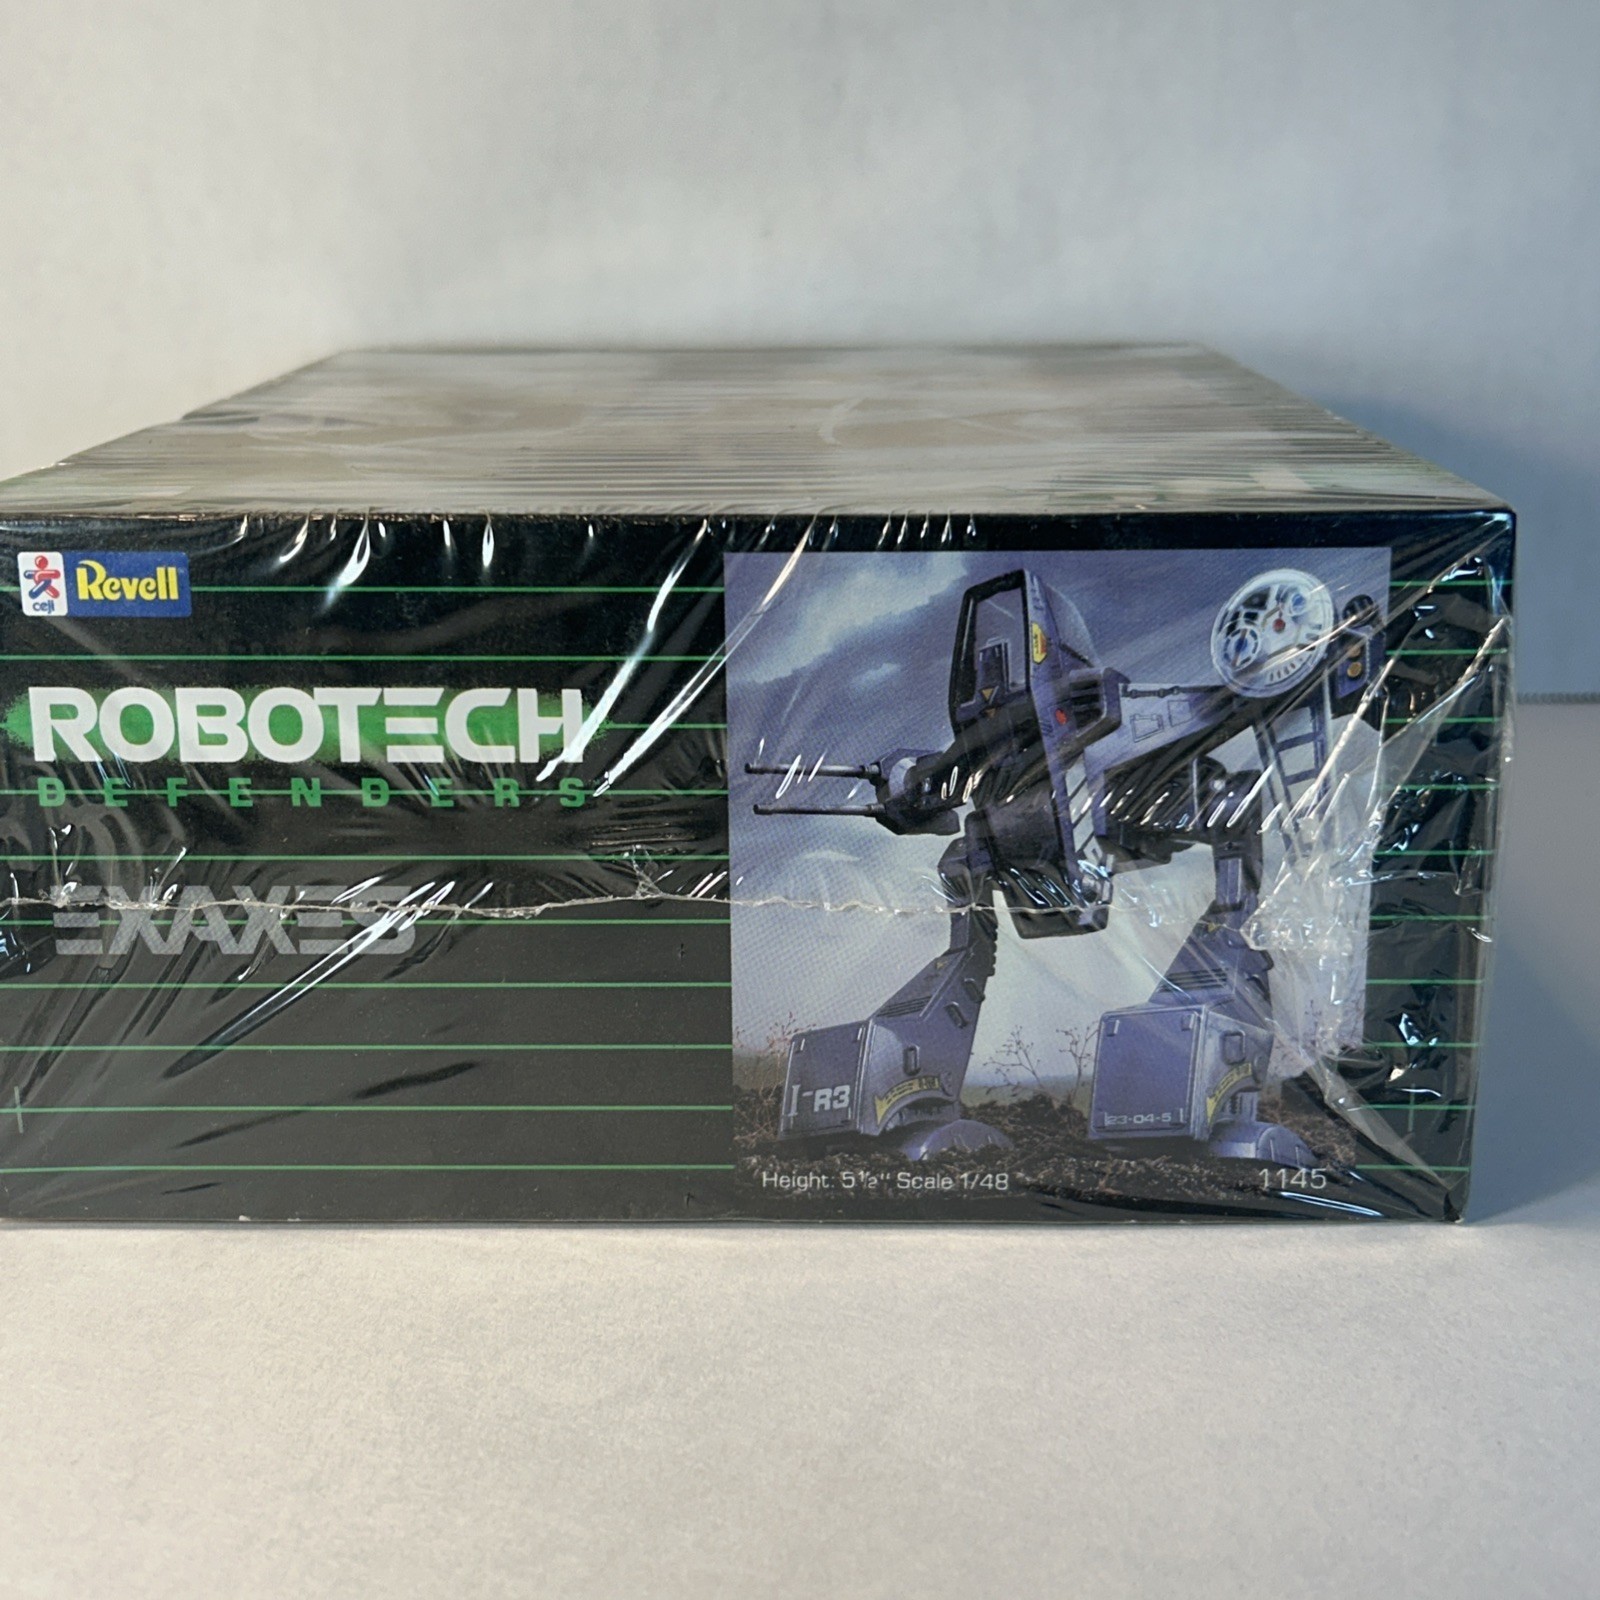 ceji
Revell
ROBOTECH
DEFENDERS
EXAXES
I-R3
23-04-5
Height: 5½" Scale 1/48
1145